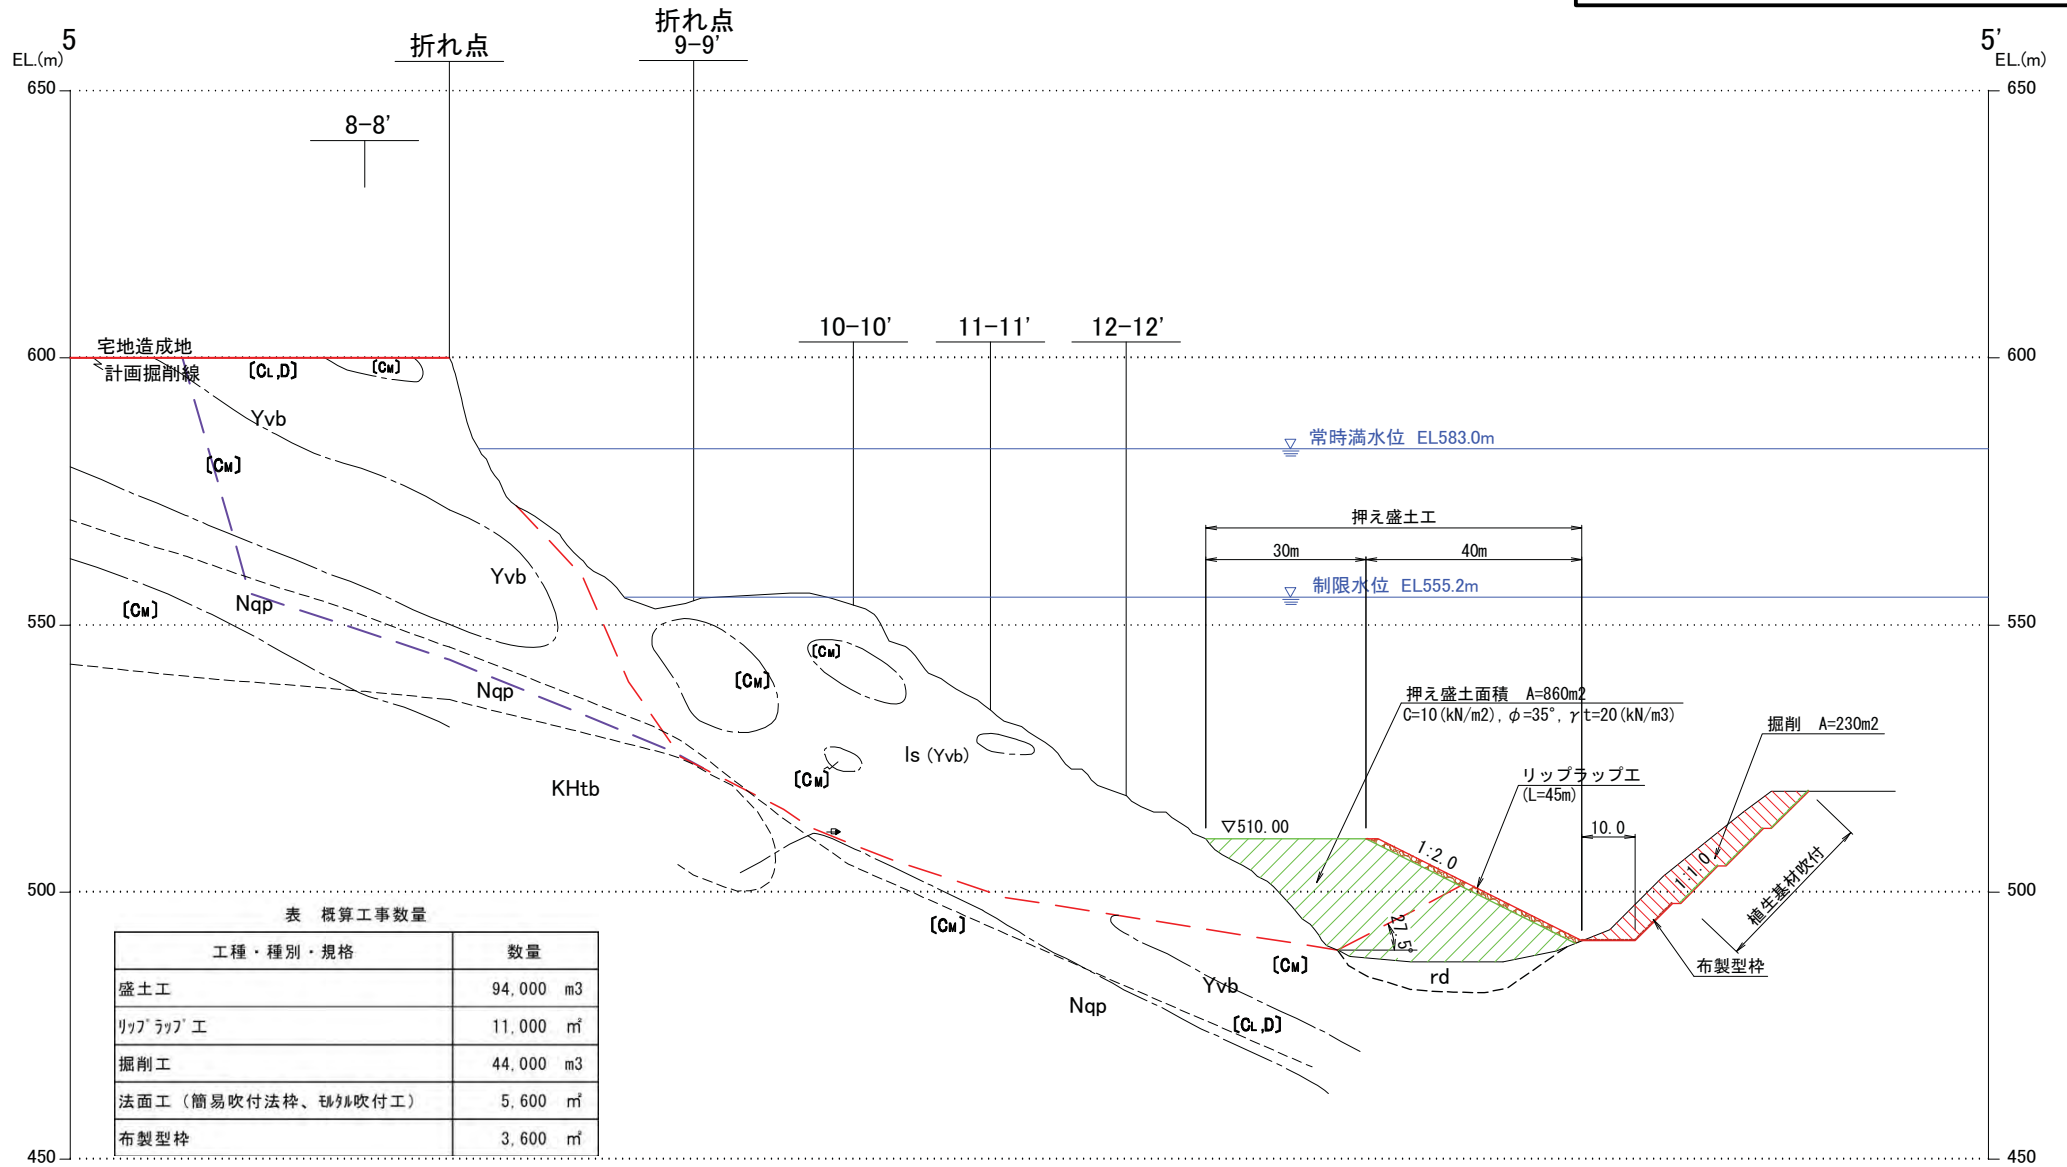 5
EL.(m)
折れ点
折れ点
9-9'
5'
EL.(m)
650
650
8-8'
10-10'
11-11'
12-12'
600
宅地造成地
計画掘削線
[CL,D]
[CM]
600
Yvb
[CM]
常時満水位 EL583.0m
押え盛土工
30m
40m
Yvb
制限水位 EL555.2m
[CM]
Nqp
550
550
[CM]
[CM]
Nqp
押え盛土面積 A=860m2
C=10(kN/m2), φ=35°, γt=20(kN/m3)
掘削 A=230m2
ls (Yvb)
[CM]
KHtb
リップラップ工
(L=45m)
▽510.00
1:2.0
10.0
1:1.0
植生基材吹付
500
500
27.5°
[CM]
[CM]
布製型枠
rd
Yvb
Nqp
[CL,D]
表 概算工事数量
工種・種別・規格 数量
盛土工 94,000 m3
ﾘｯﾌﾟﾗｯﾌﾟ工 11,000 ㎡
掘削工 44,000 m3
法面工（簡易吹付法枠、ﾓﾙﾀﾙ吹付工） 5,600 ㎡
布製型枠 3,600 ㎡
450
450